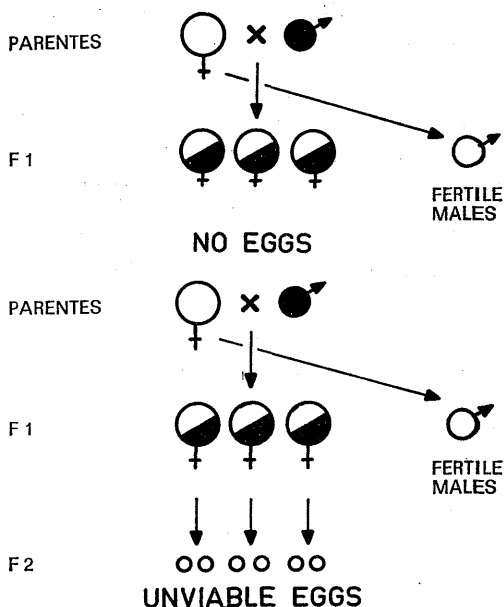 PARENTES
F 1
FERTILE
MALES
NO EGGS
PARENTES
F 1
FERTILE
MALES
F 2
UNVIABLE EGGS